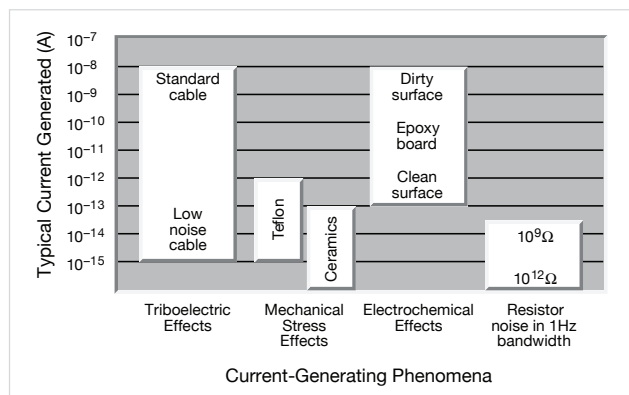 Typical Current Generated (A)
10⁻⁷
10⁻⁸
10⁻⁹
10⁻¹⁰
10⁻¹¹
10⁻¹²
10⁻¹³
10⁻¹⁴
10⁻¹⁵
Standard
cable
Low
noise
cable
Teflon
Ceramics
Dirty
surface
Epoxy
board
Clean
surface
10⁹Ω
10¹²Ω
Triboelectric
Effects
Mechanical
Stress
Effects
Electrochemical
Effects
Resistor
noise in 1Hz
bandwidth
Current-Generating Phenomena